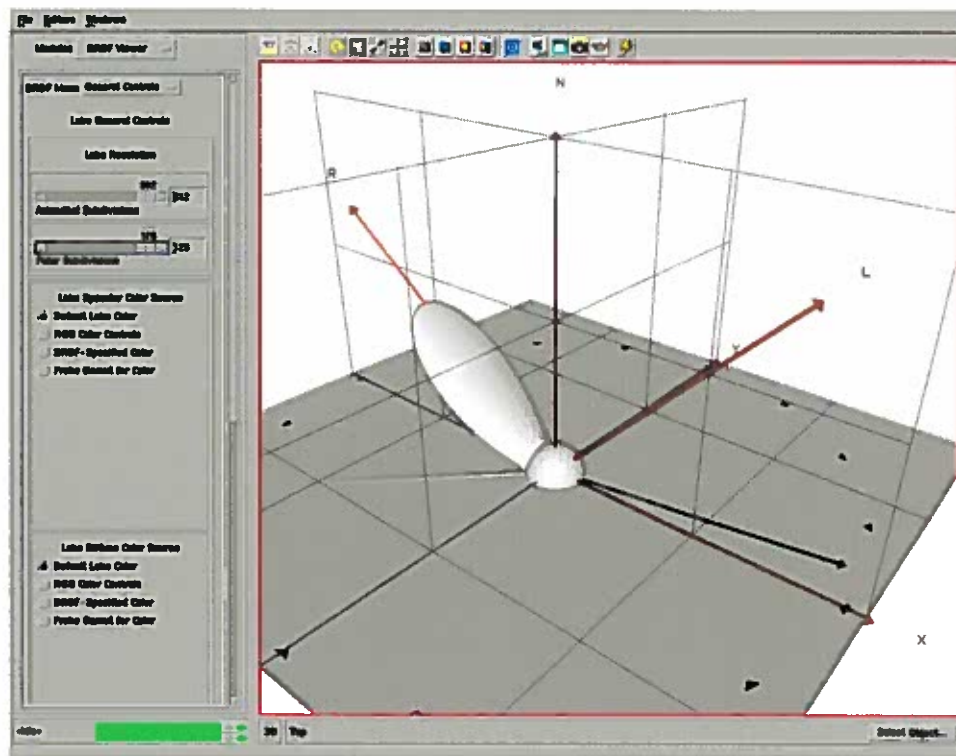 File Editors Windows
Modules BRDF Viewer
BRDF Menu General Controls
Lobe General Controls
Lobe Resolution
Azimuthal Subdivisions
Polar Subdivisions
Lobe Specular Color Source
Default Lobe Color
RGB Color Controls
BRDF-Specified Color
Probe Gamut for Color
Lobe Diffuse Color Source
Default Lobe Color
RGB Color Controls
BRDF-Specified Color
Probe Gamut for Color
N
R
L
Y
X
3D Top
Select Object...